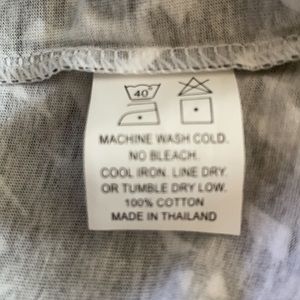 40°
MACHINE WASH COLD.
NO BLEACH.
COOL IRON. LINE DRY.
OR TUMBLE DRY LOW.
100% COTTON
MADE IN THAILAND